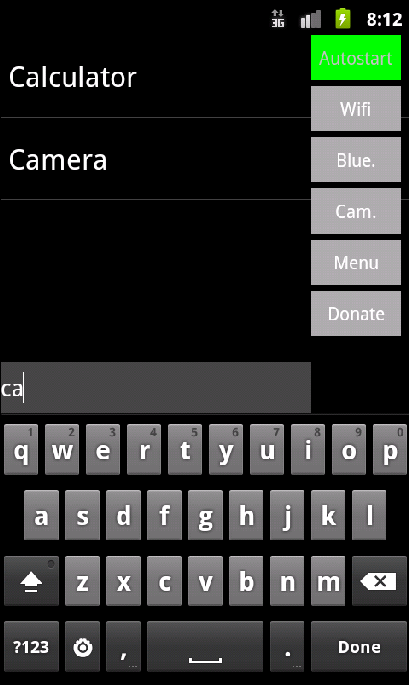 3G 8:12
Autostart
Calculator
Wifi
Camera
Blue.
Cam.
Menu
Donate
ca
1 2 3 4 5 6 7 8 9 0
q w e r t y u i o p
a s d f g h j k l
z x c v b n m
?123 , ... . ... Done